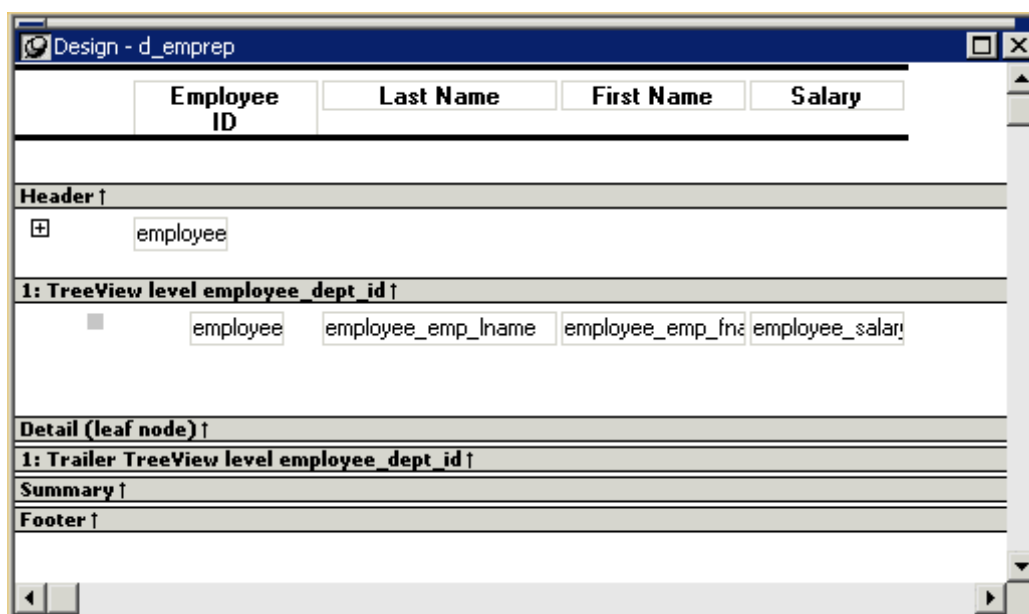 Design - d_emprep
Employee ID Last Name First Name Salary
Header ↑
employee
1: TreeView level employee_dept_id ↑
employee employee_emp_lname employee_emp_fna employee_salar
Detail (leaf node) ↑
1: Trailer TreeView level employee_dept_id ↑
Summary ↑
Footer ↑